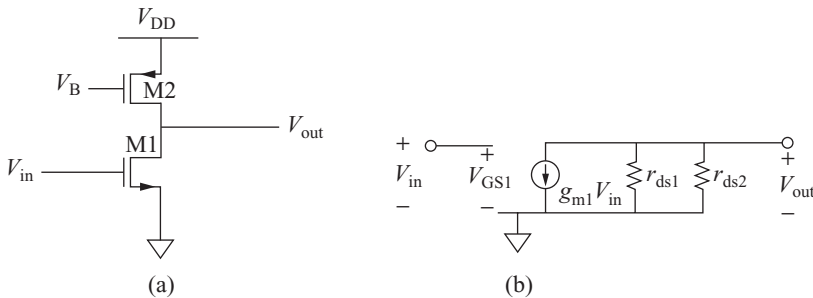 V_DD
V_B
M2
M1
V_out
V_in
(a)
+ + +
V_in V_GS1 g_m1 V_in r_ds1 r_ds2 V_out
− − −
(b)